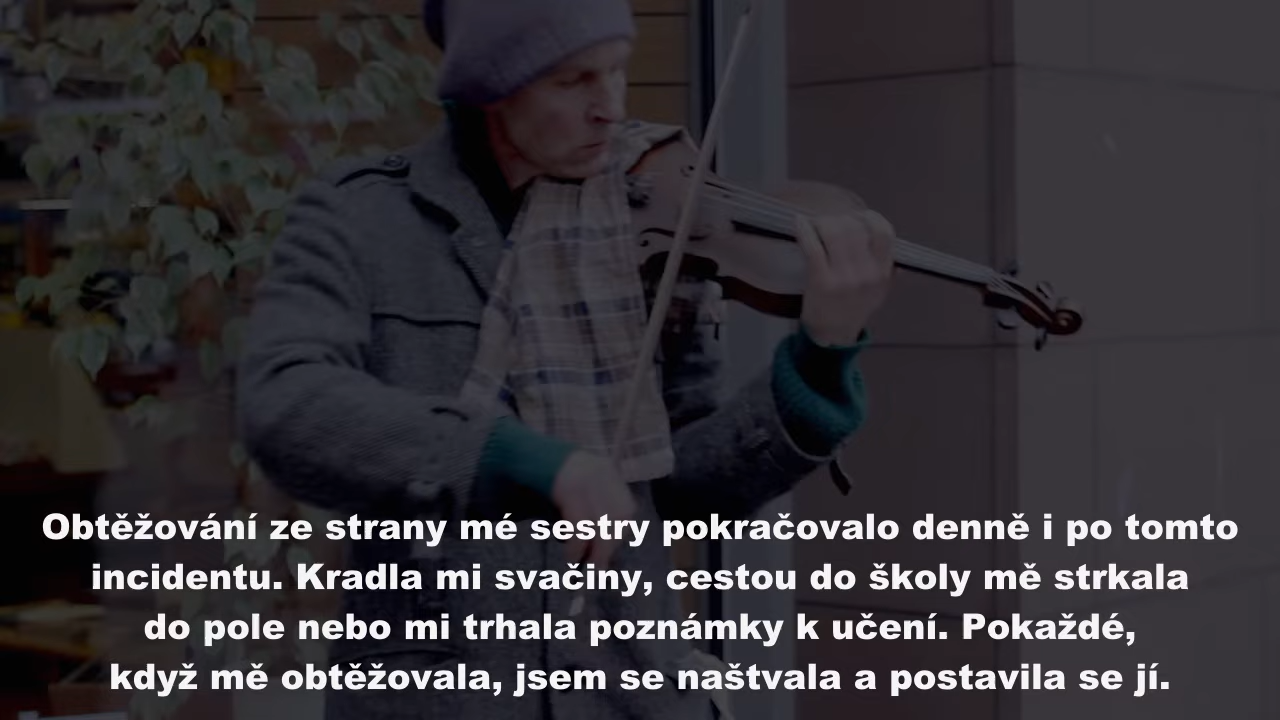 Obtěžování ze strany mé sestry pokračovalo denně i po tomto
incidentu. Kradla mi svačiny, cestou do školy mě strkala
do pole nebo mi trhala poznámky k učení. Pokaždé,
když mě obtěžovala, jsem se naštvala a postavila se jí.